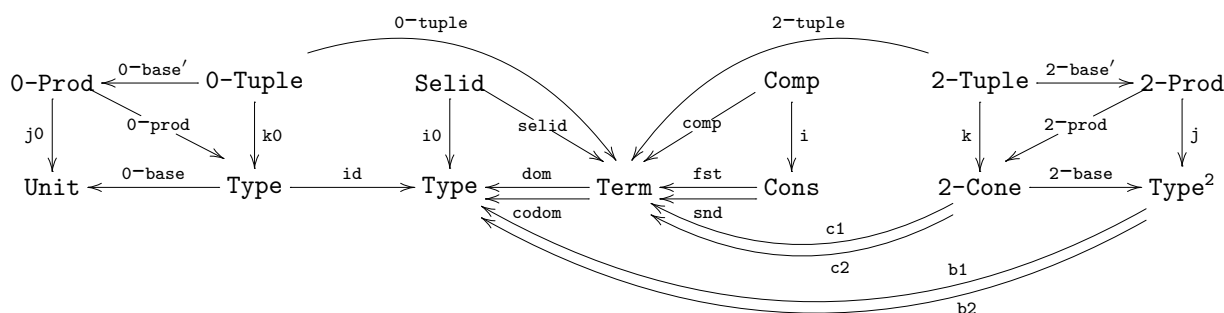 0-tuple 2-tuple
0-Prod 0-base′ 0-Tuple Selid Comp 2-Tuple 2-base′ 2-Prod
j0 0-prod k0 i0 selid comp i k 2-prod j
Unit 0-base Type id Type dom Term fst Cons 2-Cone 2-base Type²
codom snd
c1
c2
b1
b2